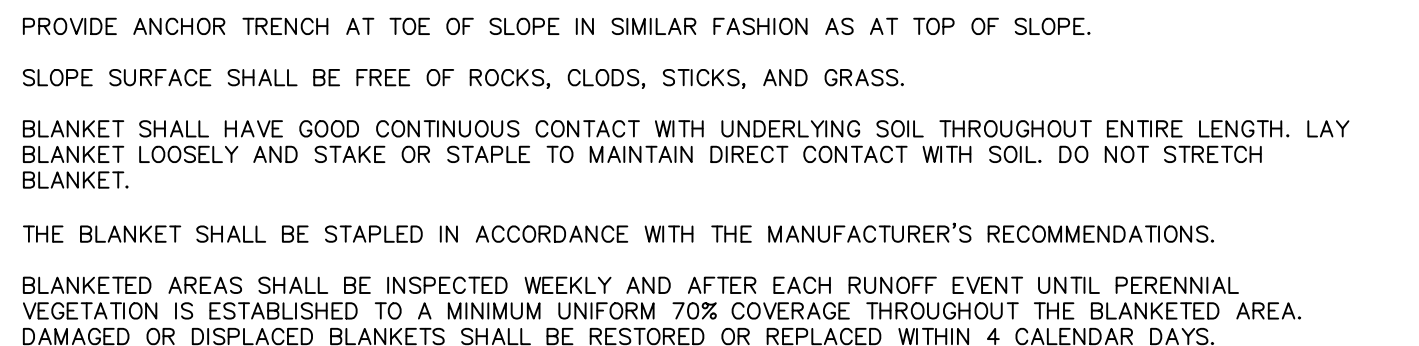 PROVIDE ANCHOR TRENCH AT TOE OF SLOPE IN SIMILAR FASHION AS AT TOP OF SLOPE.
SLOPE SURFACE SHALL BE FREE OF ROCKS, CLODS, STICKS, AND GRASS.
BLANKET SHALL HAVE GOOD CONTINUOUS CONTACT WITH UNDERLYING SOIL THROUGHOUT ENTIRE LENGTH. LAY
BLANKET LOOSELY AND STAKE OR STAPLE TO MAINTAIN DIRECT CONTACT WITH SOIL. DO NOT STRETCH
BLANKET.
THE BLANKET SHALL BE STAPLED IN ACCORDANCE WITH THE MANUFACTURER'S RECOMMENDATIONS.
BLANKETED AREAS SHALL BE INSPECTED WEEKLY AND AFTER EACH RUNOFF EVENT UNTIL PERENNIAL
VEGETATION IS ESTABLISHED TO A MINIMUM UNIFORM 70% COVERAGE THROUGHOUT THE BLANKETED AREA.
DAMAGED OR DISPLACED BLANKETS SHALL BE RESTORED OR REPLACED WITHIN 4 CALENDAR DAYS.